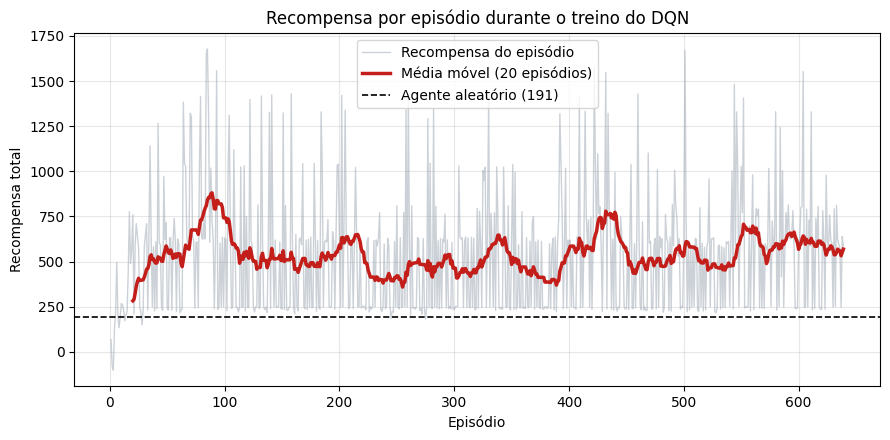 Recompensa por episódio durante o treino do DQN
Recompensa do episódio
Média móvel (20 episódios)
Agente aleatório (191)
Recompensa total
1750
1500
1250
1000
750
500
250
0
0 100 200 300 400 500 600
Episódio